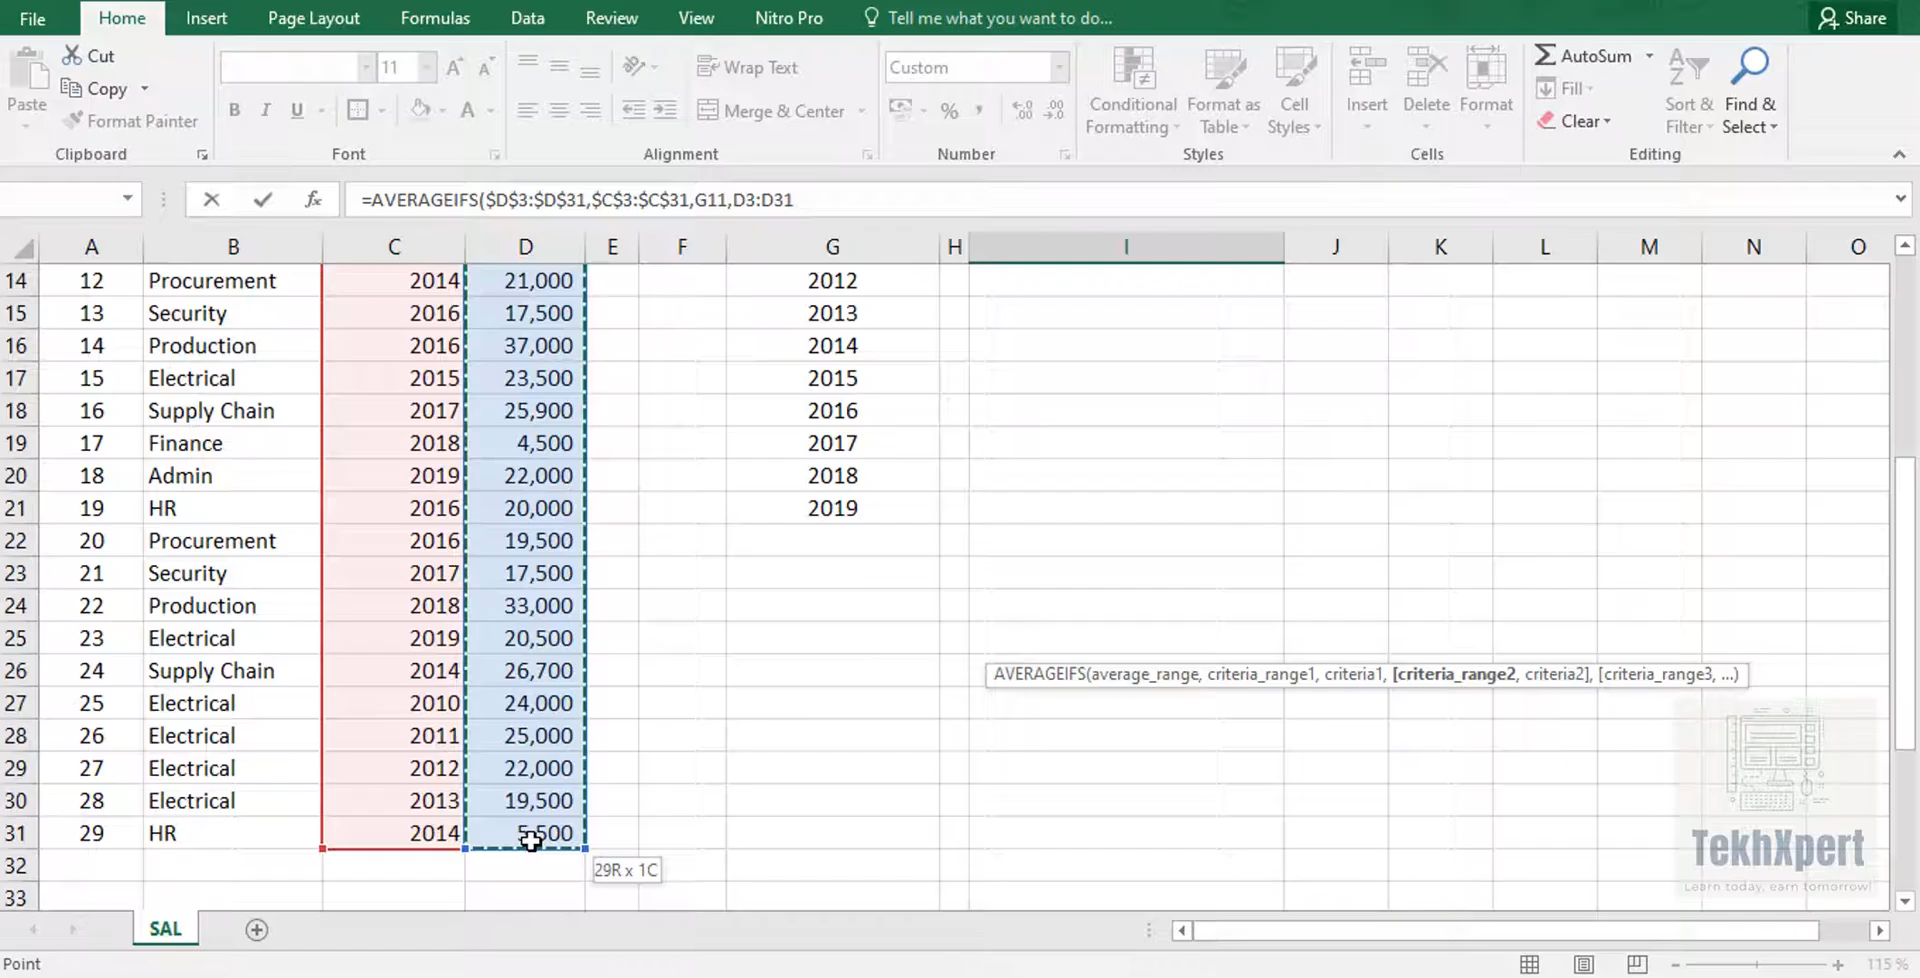 File Home Insert Page Layout Formulas Data Review View Nitro Pro Tell me what you want to do... Share
Cut
Copy
Format Painter
Paste
Clipboard
11
B I U
A A
A
Font
Wrap Text
Merge & Center
Alignment
Custom
%
Number
Conditional Formatting
Format as Table
Cell Styles
Styles
Insert Delete Format
Cells
AutoSum
Fill
Clear
Sort & Filter
Find & Select
Editing
fx =AVERAGEIFS($D$3:$D$31,$C$3:$C$31,G11,D3:D31
A B C D E F G H I J K L M N O
14 12 Procurement 2014 21,000 2012
15 13 Security 2016 17,500 2013
16 14 Production 2016 37,000 2014
17 15 Electrical 2015 23,500 2015
18 16 Supply Chain 2017 25,900 2016
19 17 Finance 2018 4,500 2017
20 18 Admin 2019 22,000 2018
21 19 HR 2016 20,000 2019
22 20 Procurement 2016 19,500
23 21 Security 2017 17,500
24 22 Production 2018 33,000
25 23 Electrical 2019 20,500
26 24 Supply Chain 2014 26,700 AVERAGEIFS(average_range, criteria_range1, criteria1, [criteria_range2, criteria2], [criteria_range3, ...)
27 25 Electrical 2010 24,000
28 26 Electrical 2011 25,000
29 27 Electrical 2012 22,000
30 28 Electrical 2013 19,500
31 29 HR 2014 5,500
32 29R x 1C
33
TekhXpert
Learn today, earn tomorrow!
SAL
Point 115 %